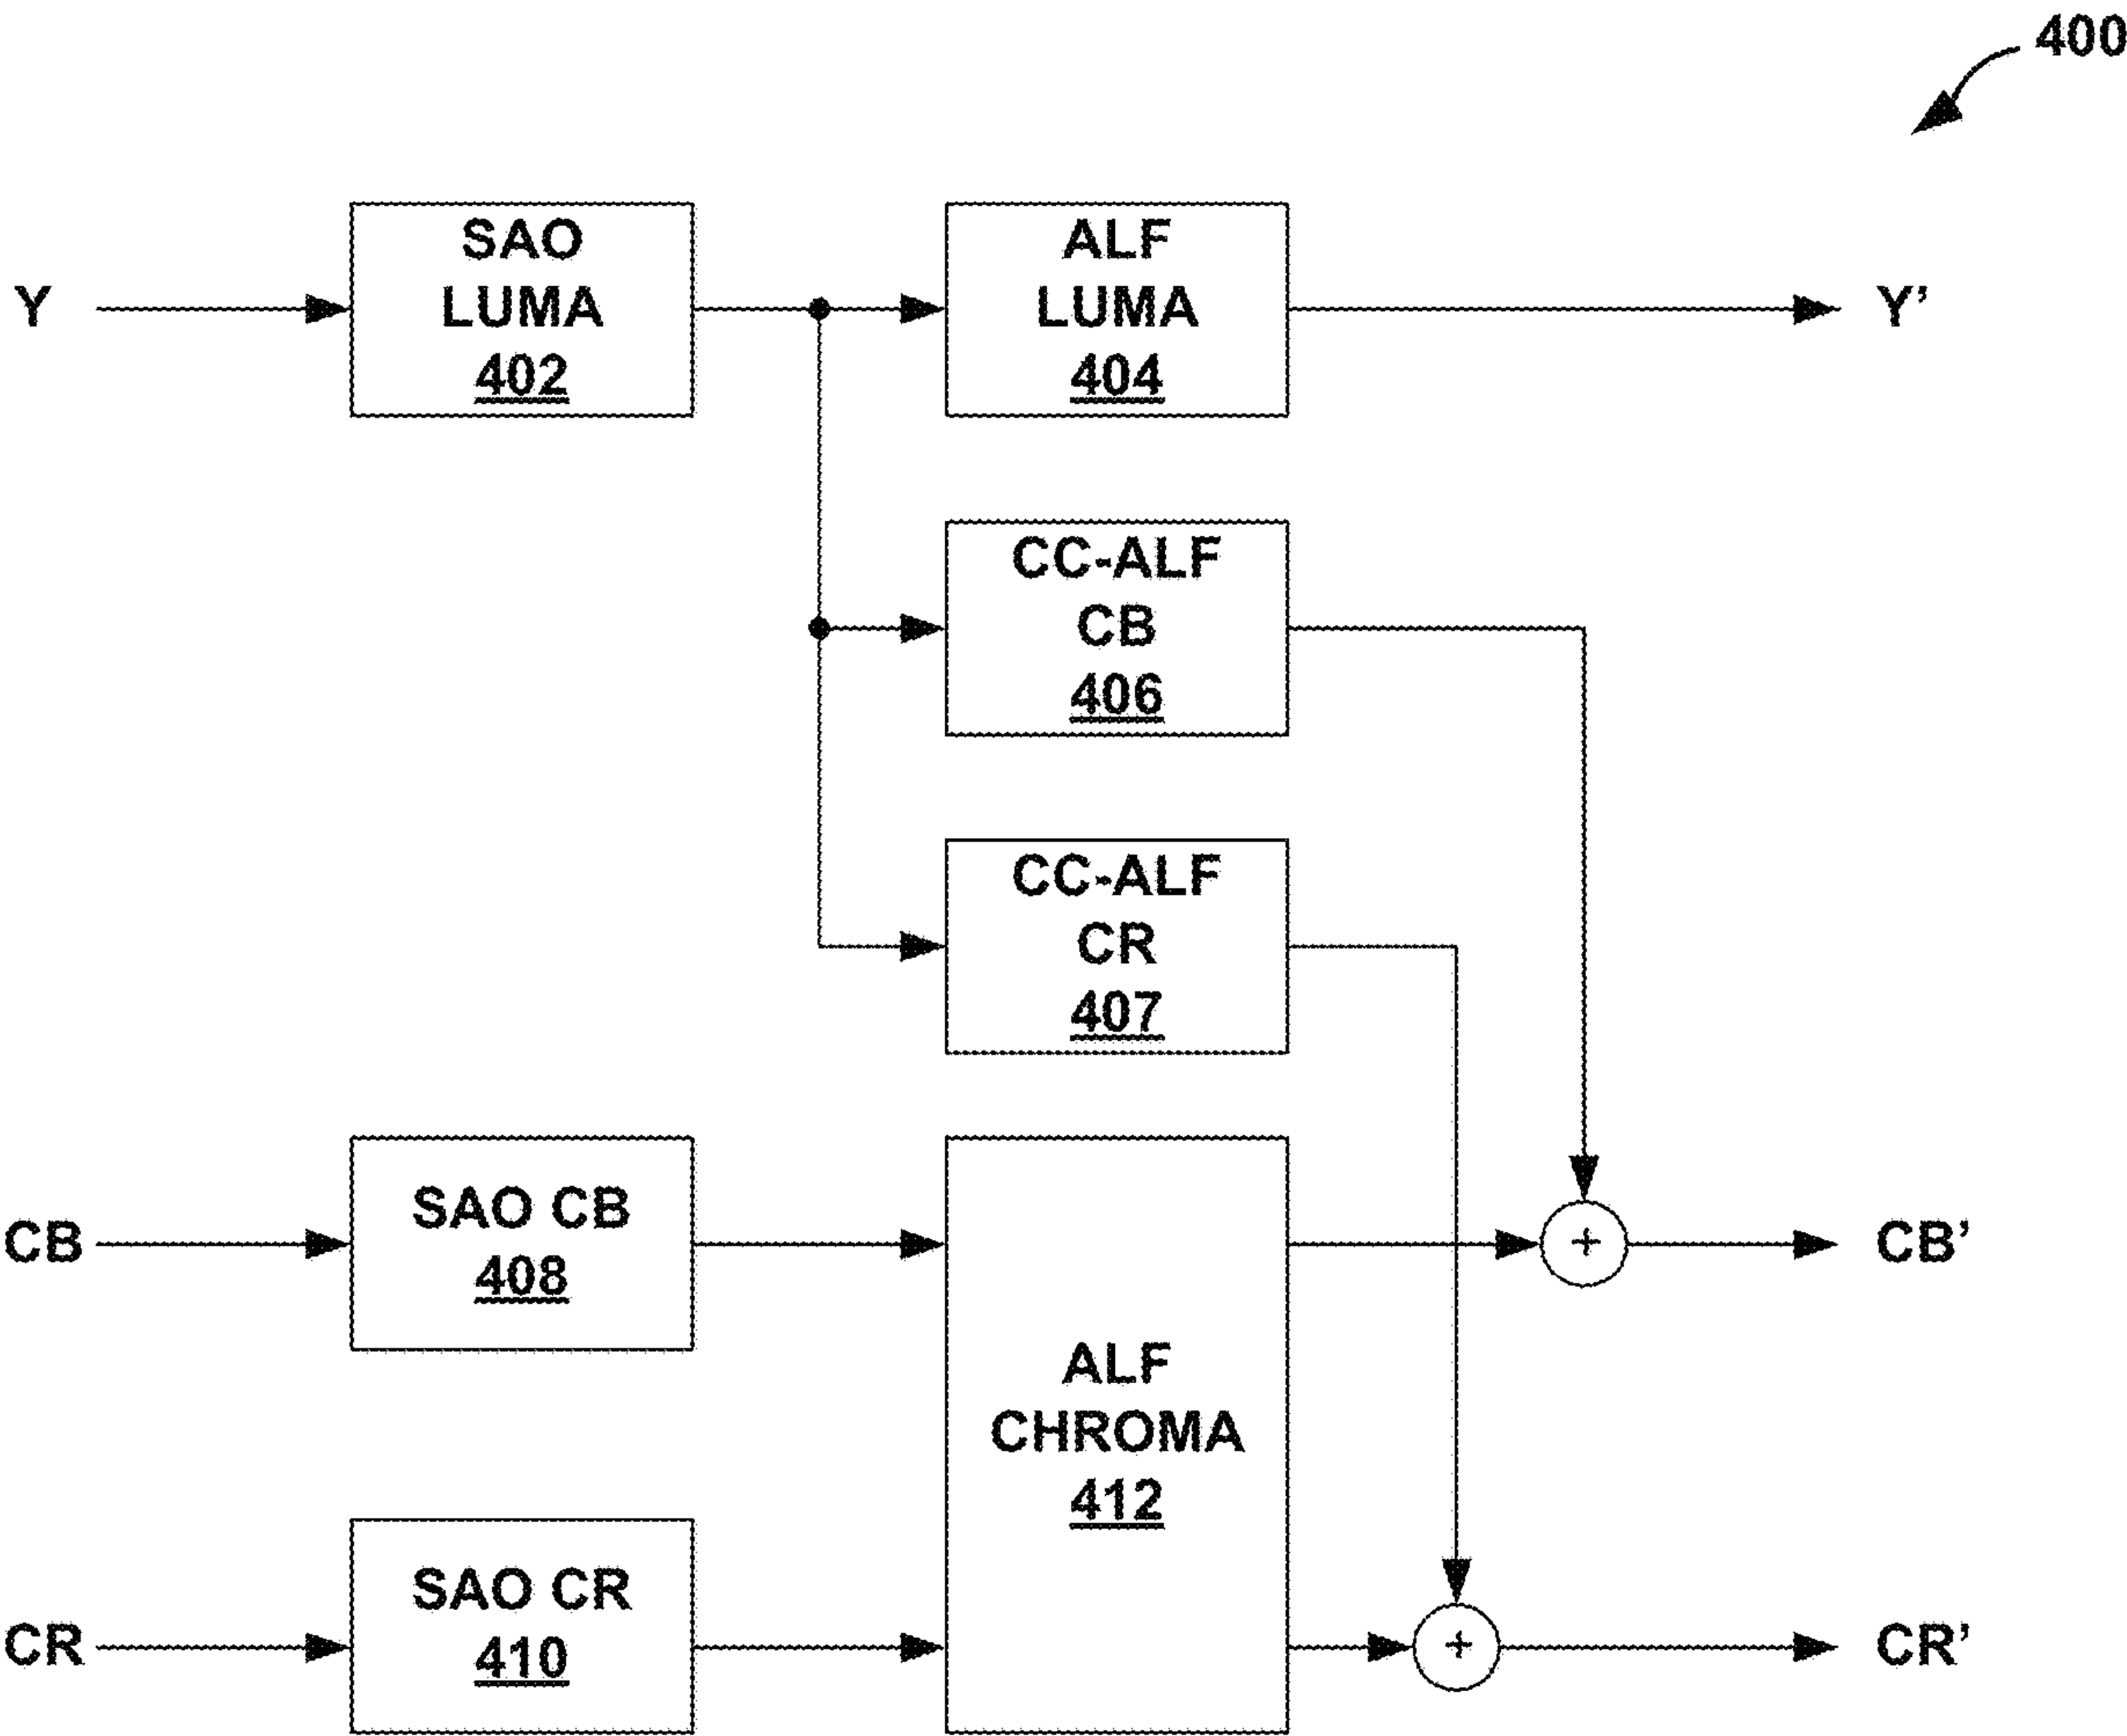 400
Y
SAO
LUMA
402
ALF
LUMA
404
Y’
CC-ALF
CB
406
CC-ALF
CR
407
CB
SAO CB
408
+
CB’
ALF
CHROMA
412
CR
SAO CR
410
+
CR’